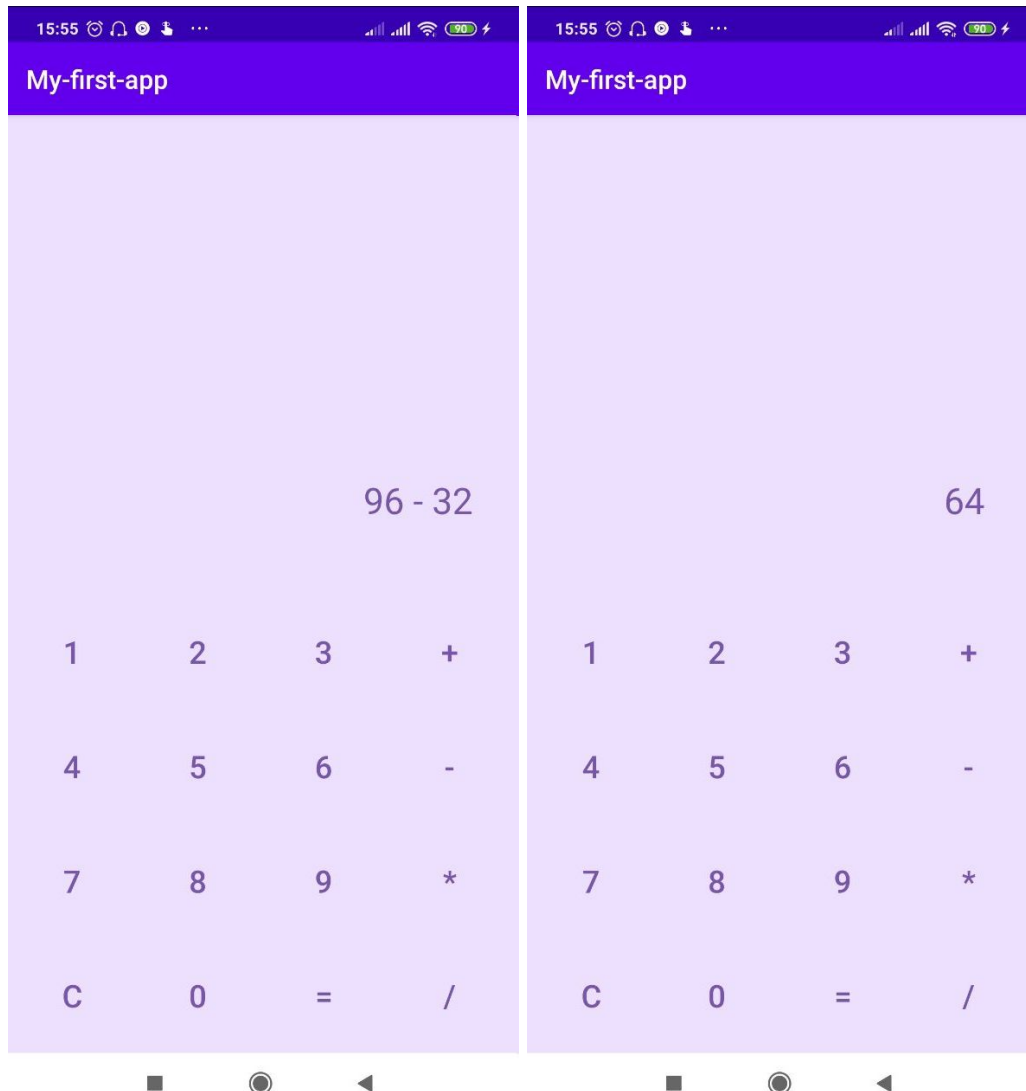 15:55 ... 90
My-first-app
96 - 32
1 2 3 +
4 5 6 -
7 8 9 *
C 0 = /
15:55 ... 90
My-first-app
64
1 2 3 +
4 5 6 -
7 8 9 *
C 0 = /